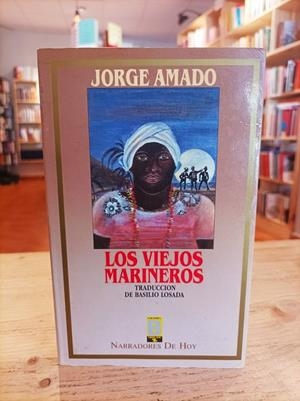 JORGE AMADO
LOS VIEJOS
MARINEROS
TRADUCCION
DE BASILIO LOSADA
NARRADORES DE HOY